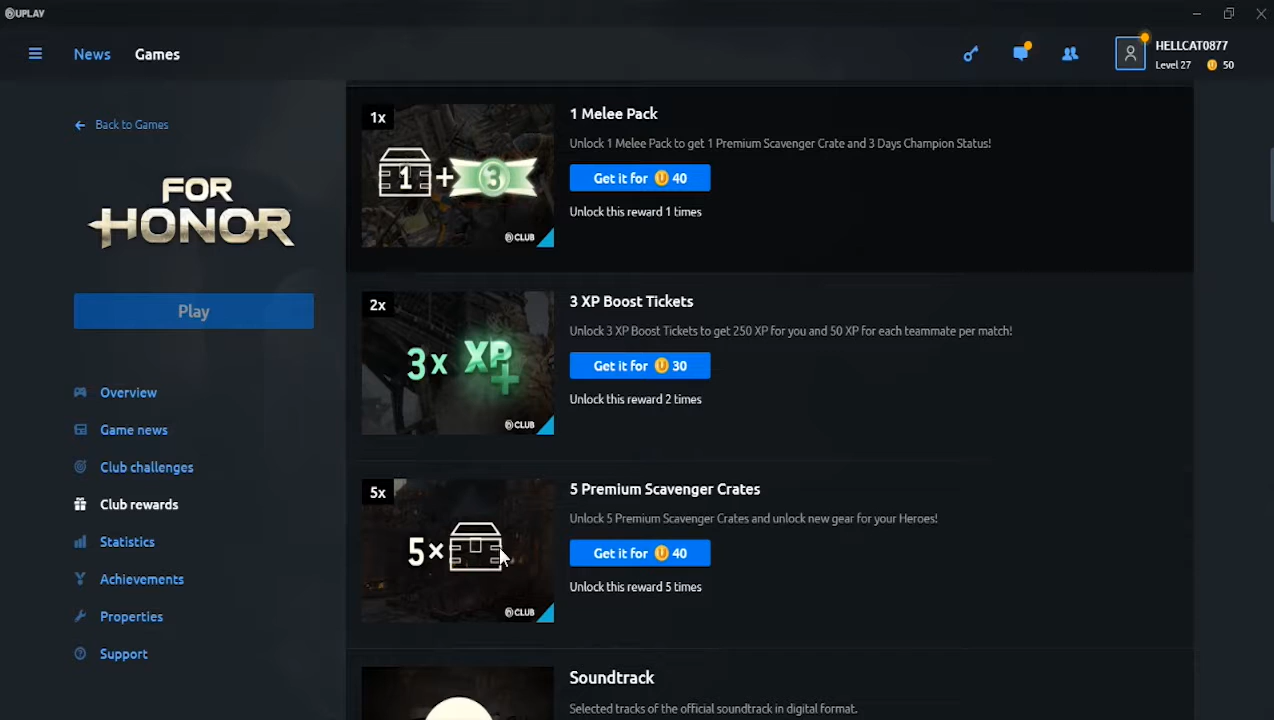 UPLAY
News
Games
HELLCAT0877
Level 27
50
Back to Games
FOR
HONOR
Play
Overview
Game news
Club challenges
Club rewards
Statistics
Achievements
Properties
Support
1x
1
+
3
CLUB
1 Melee Pack
Unlock 1 Melee Pack to get 1 Premium Scavenger Crate and 3 Days Champion Status!
Get it for 40
Unlock this reward 1 times
2x
3x XP+
CLUB
3 XP Boost Tickets
Unlock 3 XP Boost Tickets to get 250 XP for you and 50 XP for each teammate per match!
Get it for 30
Unlock this reward 2 times
5x
5×
CLUB
5 Premium Scavenger Crates
Unlock 5 Premium Scavenger Crates and unlock new gear for your Heroes!
Get it for 40
Unlock this reward 5 times
Soundtrack
Selected tracks of the official soundtrack in digital format.